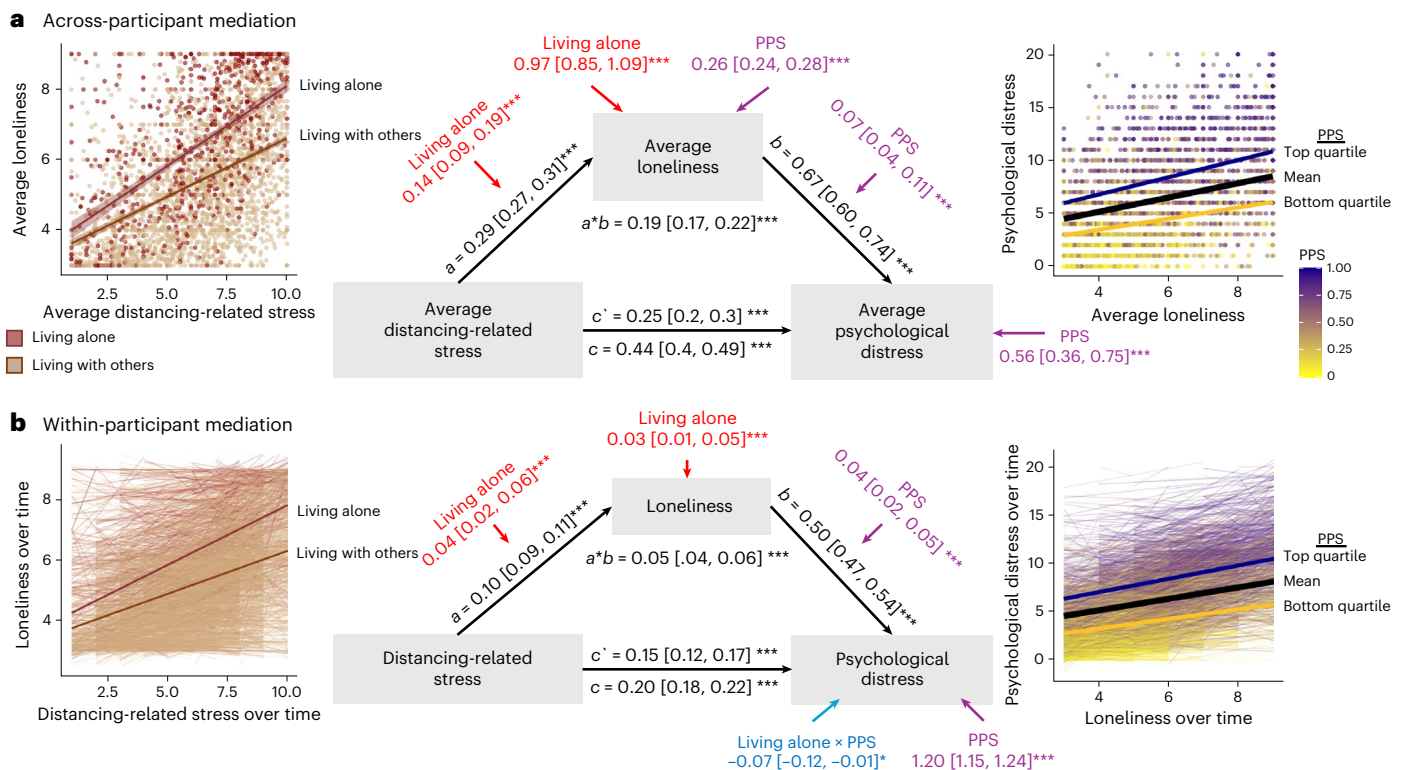 a Across-participant mediation
Average loneliness
8
6
4
2.5 5.0 7.5 10.0
Average distancing-related stress
Living alone
Living with others
Living alone
Living with others
Living alone
0.97 [0.85, 1.09]***
PPS
0.26 [0.24, 0.28]***
Living alone
0.14 [0.09, 0.19]***
a = 0.29 [0.27, 0.31]***
Average
loneliness
a*b = 0.19 [0.17, 0.22]***
b = 0.67 [0.60, 0.74] ***
PPS
0.07 [0.04, 0.11] ***
Average
distancing-related
stress
c` = 0.25 [0.2, 0.3] ***
c = 0.44 [0.4, 0.49] ***
Average
psychological
distress
PPS
0.56 [0.36, 0.75]***
Psychological distress
20
15
10
5
0
4 6 8
Average loneliness
PPS
Top quartile
Mean
Bottom quartile
PPS
1.00
0.75
0.50
0.25
0
b Within-participant mediation
Loneliness over time
8
6
4
2.5 5.0 7.5 10.0
Distancing-related stress over time
Living alone
Living with others
Living alone
0.03 [0.01, 0.05]***
Living alone
0.04 [0.02, 0.06]***
a = 0.10 [0.09, 0.11]***
Loneliness
a*b = 0.05 [.04, 0.06] ***
b = 0.50 [0.47, 0.54]***
PPS
0.04 [0.02, 0.05] ***
Distancing-related
stress
c` = 0.15 [0.12, 0.17] ***
c = 0.20 [0.18, 0.22] ***
Psychological
distress
Living alone × PPS
−0.07 [−0.12, −0.01]*
PPS
1.20 [1.15, 1.24]***
Psychological distress over time
20
15
10
5
0
4 6 8
Loneliness over time
PPS
Top quartile
Mean
Bottom quartile